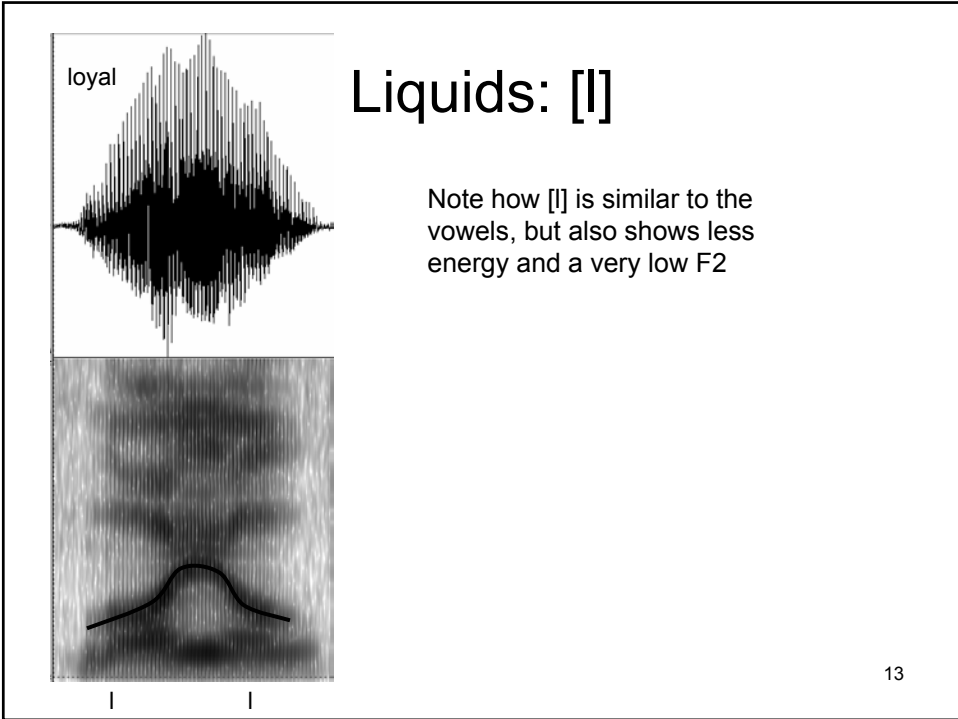 loyal
Liquids: [l]
Note how [l] is similar to the
vowels, but also shows less
energy and a very low F2
l l
13